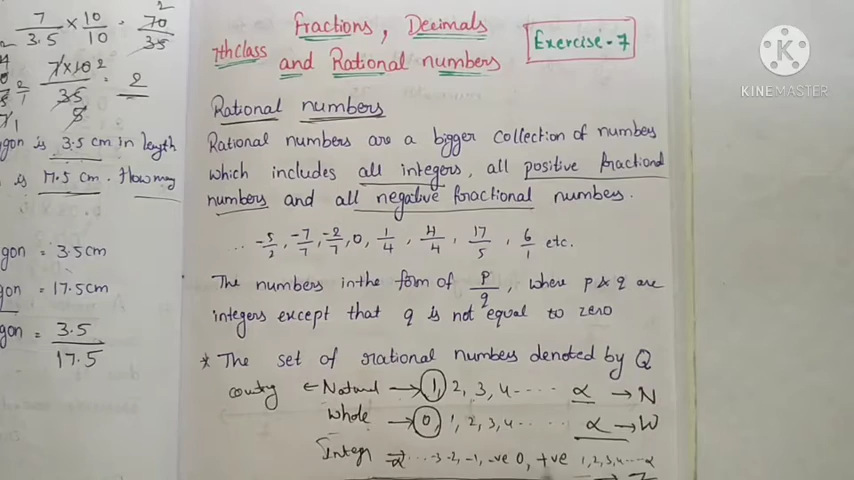 7/3.5 × 10/10 = 70/35
7×10/35 = 2
gon is 3.5 cm in length
is 17.5 cm. How many
gon = 3.5cm
gon = 17.5cm
gon = 3.5/17.5
Fractions, Decimals
7th class and Rational numbers
Exercise-7
KINEMASTER
Rational numbers
Rational numbers are a bigger collection of numbers
which includes all integers, all positive fractional
numbers and all negative fractional numbers.
... -5/2, -7/7, -2/7, 0, 1/4, 4/4, 17/5, 6/1 etc.
The numbers in the form of p/q, where p & q are
integers except that q is not equal to zero
* The set of rational numbers denoted by Q
← Natural → 1, 2, 3, 4..... α → N
Whole → 0, 1, 2, 3, 4.... α → W
-α ... -3 -2, -1, -ve 0, +ve 1, 2, 3, 4....α